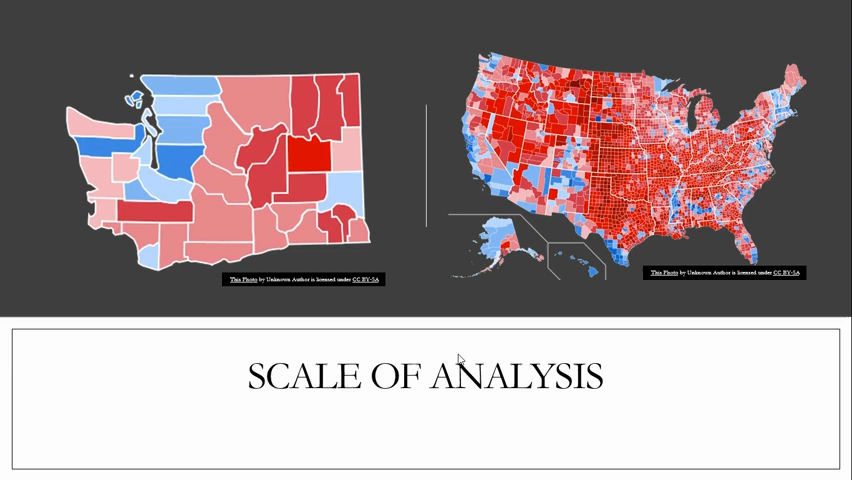 This Photo by Unknown Author is licensed under CC BY-SA
This Photo by Unknown Author is licensed under CC BY-SA
SCALE OF ANALYSIS